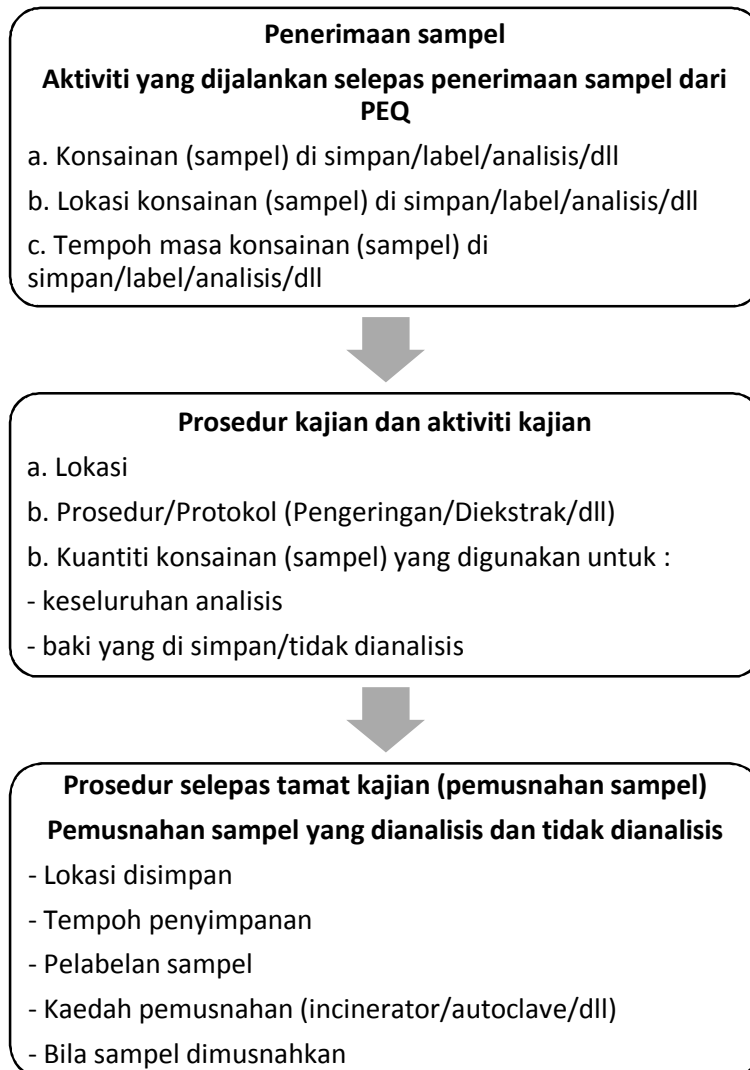 Penerimaan sampel
Aktiviti yang dijalankan selepas penerimaan sampel dari
PEQ
a. Konsainan (sampel) di simpan/label/analisis/dll
b. Lokasi konsainan (sampel) di simpan/label/analisis/dll
c. Tempoh masa konsainan (sampel) di
simpan/label/analisis/dll
Prosedur kajian dan aktiviti kajian
a. Lokasi
b. Prosedur/Protokol (Pengeringan/Diekstrak/dll)
b. Kuantiti konsainan (sampel) yang digunakan untuk :
- keseluruhan analisis
- baki yang di simpan/tidak dianalisis
Prosedur selepas tamat kajian (pemusnahan sampel)
Pemusnahan sampel yang dianalisis dan tidak dianalisis
- Lokasi disimpan
- Tempoh penyimpanan
- Pelabelan sampel
- Kaedah pemusnahan (incinerator/autoclave/dll)
- Bila sampel dimusnahkan